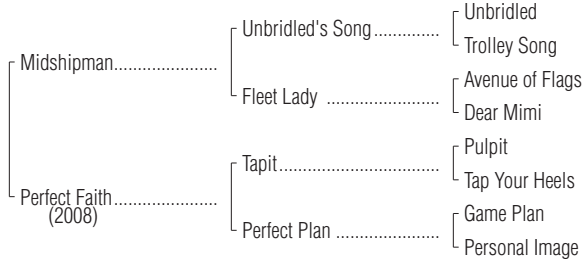 Unbridled
Unbridled's Song
Trolley Song
Midshipman
Avenue of Flags
Fleet Lady
Dear Mimi
Pulpit
Tapit
Tap Your Heels
Perfect Faith
(2008)
Game Plan
Perfect Plan
Personal Image